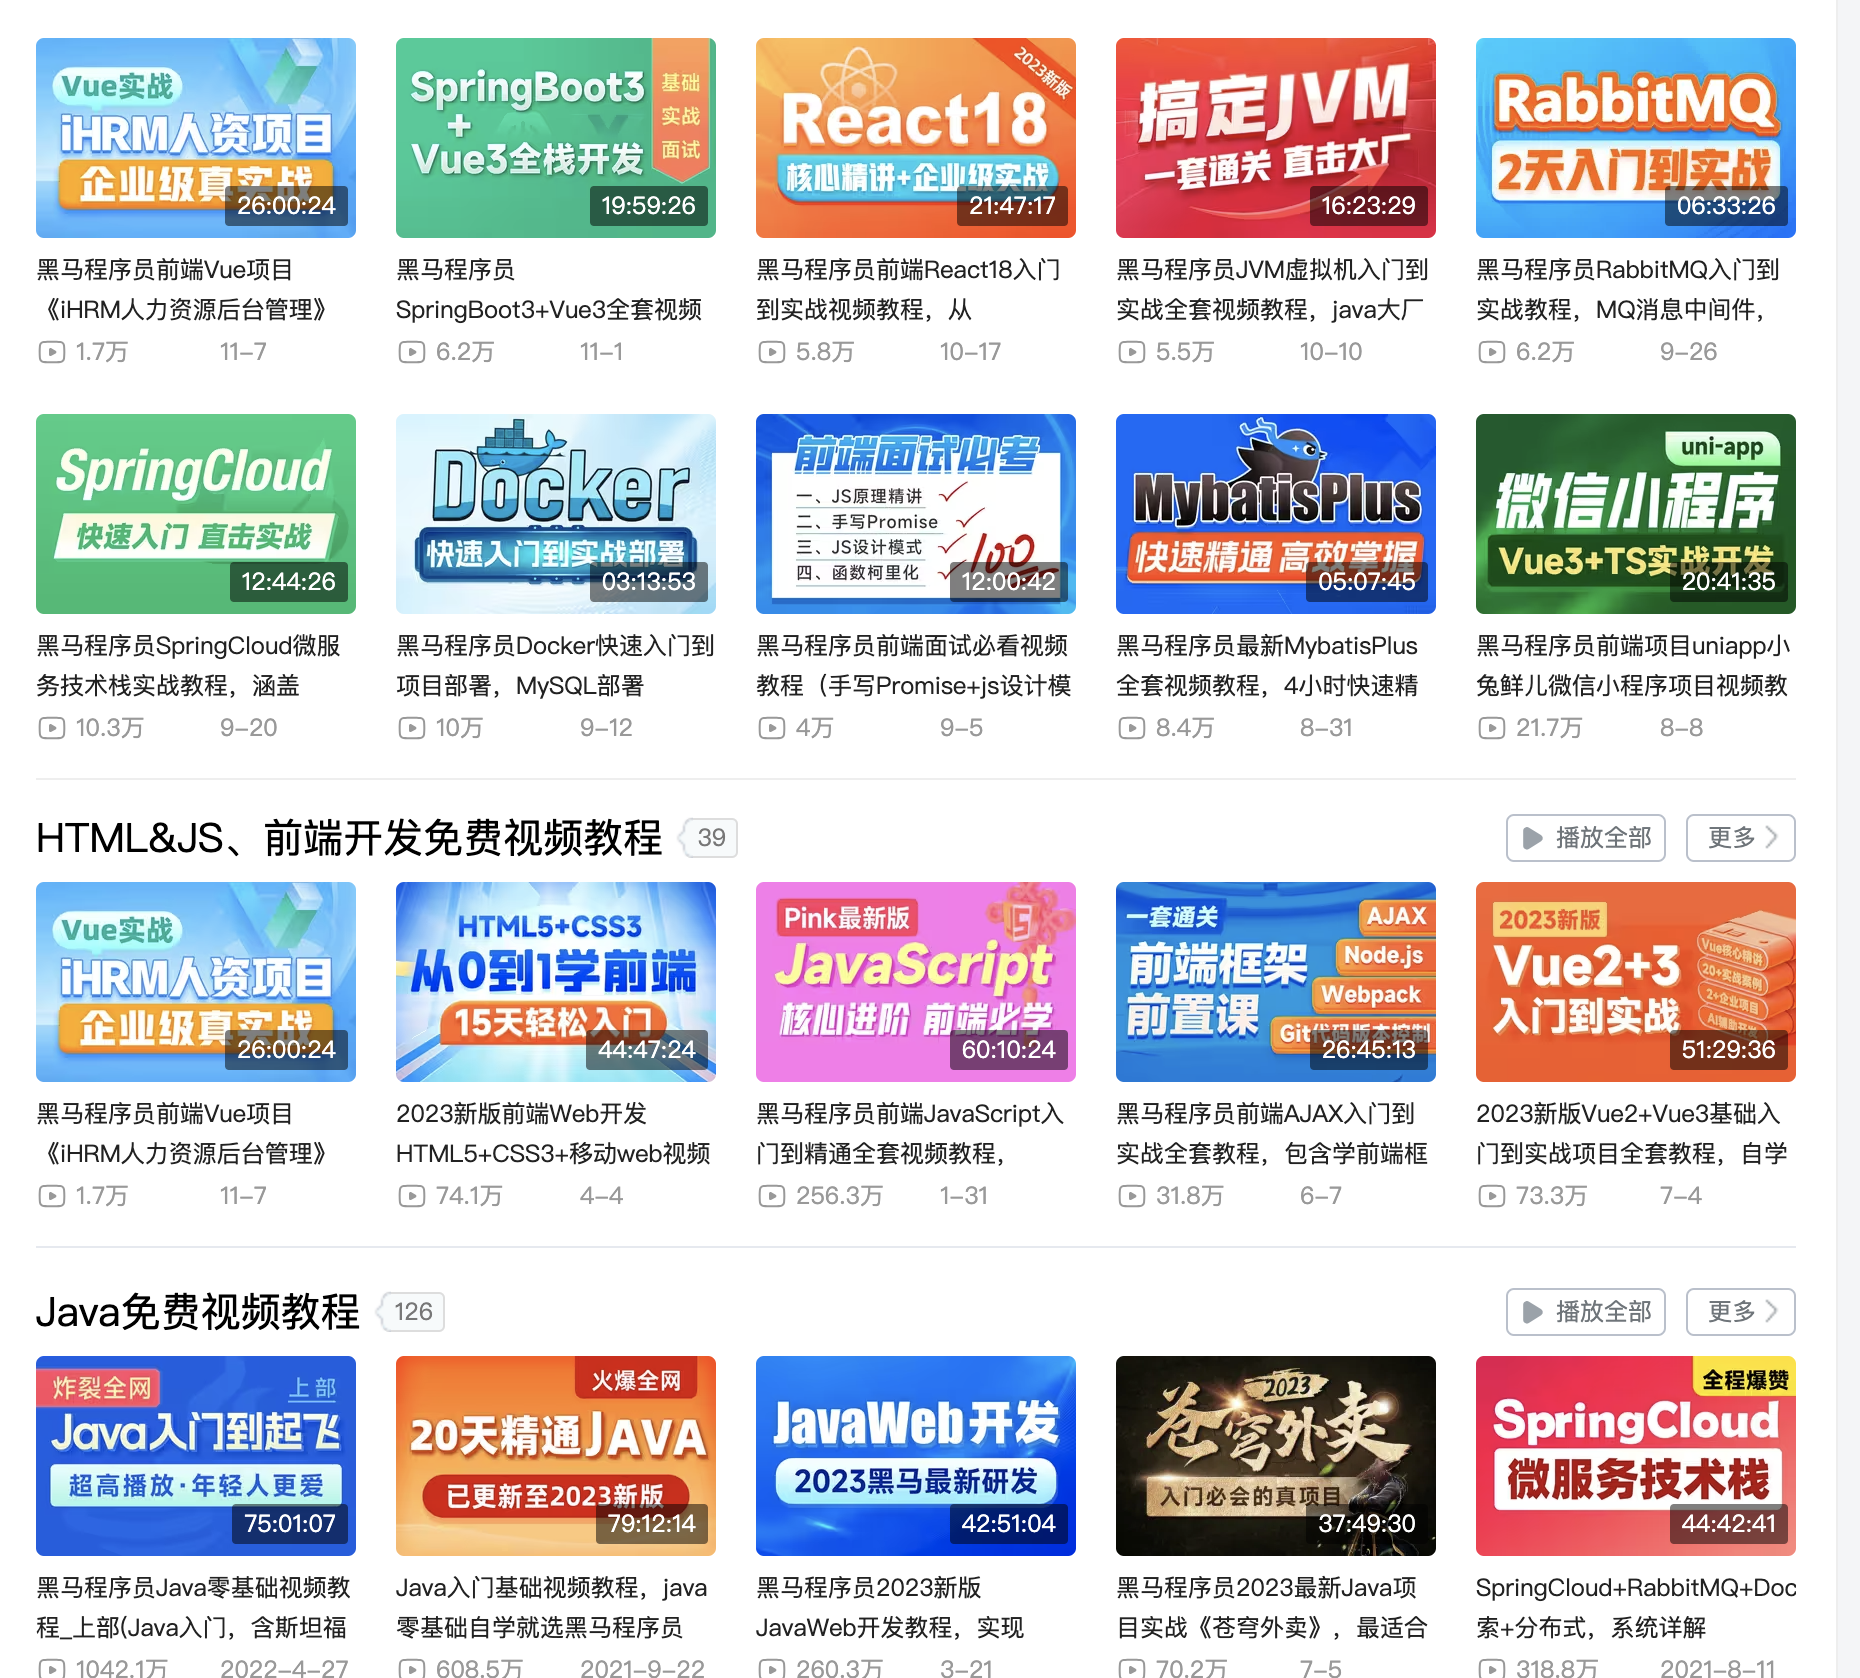 Vue实战
iHRM人资项目
企业级真实战
26:00:24
SpringBoot3
+
Vue3全栈开发
基础
实战
面试
19:59:26
2023新版
React18
核心精讲+企业级实战
21:47:17
搞定JVM
一套通关 直击大厂
16:23:29
RabbitMQ
2天入门到实战
06:33:26
黑马程序员前端Vue项目
《iHRM人力资源后台管理》
1.7万 11-7
黑马程序员
SpringBoot3+Vue3全套视频
6.2万 11-1
黑马程序员前端React18入门
到实战视频教程，从
5.8万 10-17
黑马程序员JVM虚拟机入门到
实战全套视频教程，java大厂
5.5万 10-10
黑马程序员RabbitMQ入门到
实战教程，MQ消息中间件，
6.2万 9-26
SpringCloud
快速入门 直击实战
12:44:26
Docker
快速入门到实战部署
03:13:53
前端面试必考
一、JS原理精讲
二、手写Promise
三、JS设计模式
四、函数柯里化
100
12:00:42
MybatisPlus
快速精通 高效掌握
05:07:45
uni-app
微信小程序
Vue3+TS实战开发
20:41:35
黑马程序员SpringCloud微服
务技术栈实战教程，涵盖
10.3万 9-20
黑马程序员Docker快速入门到
项目部署，MySQL部署
10万 9-12
黑马程序员前端面试必看视频
教程（手写Promise+js设计模
4万 9-5
黑马程序员最新MybatisPlus
全套视频教程，4小时快速精
8.4万 8-31
黑马程序员前端项目uniapp小
兔鲜儿微信小程序项目视频教
21.7万 8-8
HTML&JS、前端开发免费视频教程 39
播放全部 更多
Vue实战
iHRM人资项目
企业级真实战
26:00:24
HTML5+CSS3
从0到1学前端
15天轻松入门
44:47:24
Pink最新版
JavaScript
核心进阶 前端必学
60:10:24
一套通关
前端框架
前置课
AJAX
Node.js
Webpack
Git代码版本控制
26:45:13
2023新版
Vue2+3
入门到实战
Vue核心精讲
20+实战案例
2+企业项目
AI辅助开发
51:29:36
黑马程序员前端Vue项目
《iHRM人力资源后台管理》
1.7万 11-7
2023新版前端Web开发
HTML5+CSS3+移动web视频
74.1万 4-4
黑马程序员前端JavaScript入
门到精通全套视频教程，
256.3万 1-31
黑马程序员前端AJAX入门到
实战全套教程，包含学前端框
31.8万 6-7
2023新版Vue2+Vue3基础入
门到实战项目全套教程，自学
73.3万 7-4
Java免费视频教程 126
播放全部 更多
炸裂全网
上部
Java入门到起飞
超高播放·年轻人更爱
75:01:07
火爆全网
20天精通JAVA
已更新至2023新版
79:12:14
JavaWeb开发
2023黑马最新研发
42:51:04
2023
苍穹外卖
入门必会的真项目
37:49:30
全程爆赞
SpringCloud
微服务技术栈
44:42:41
黑马程序员Java零基础视频教
程_上部(Java入门，含斯坦福
1042.1万 2022-4-27
Java入门基础视频教程，java
零基础自学就选黑马程序员
608.5万 2021-9-22
黑马程序员2023新版
JavaWeb开发教程，实现
260.3万 3-21
黑马程序员2023最新Java项
目实战《苍穹外卖》，最适合
70.2万 7-5
SpringCloud+RabbitMQ+Doc
索+分布式，系统详解
318.8万 2021-8-11